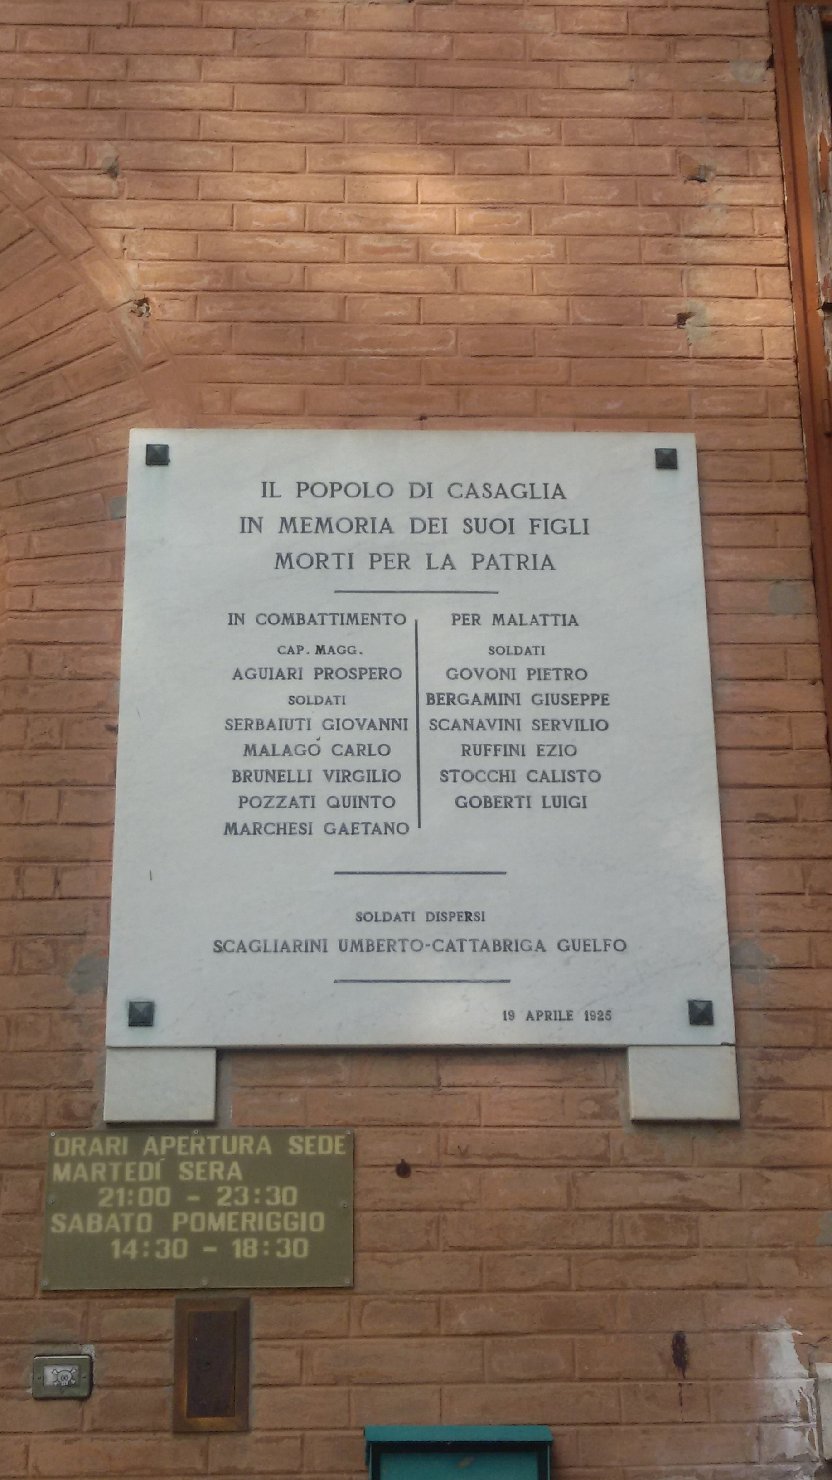 IL POPOLO DI CASAGLIA
IN MEMORIA DEI SUOI FIGLI
MORTI PER LA PATRIA
IN COMBATTIMENTO
CAP. MAGG.
AGUIARI PROSPERO
SOLDATI
SERBAIUTI GIOVANNI
MALAGÓ CARLO
BRUNELLI VIRGILIO
POZZATI QUINTO
MARCHESI GAETANO
PER MALATTIA
SOLDATI
GOVONI PIETRO
BERGAMINI GIUSEPPE
SCANAVINI SERVILIO
RUFFINI EZIO
STOCCHI CALISTO
GOBERTI LUIGI
SOLDATI DISPERSI
SCAGLIARINI UMBERTO-CATTABRIGA GUELFO
19 APRILE 1925
ORARI APERTURA SEDE
MARTEDÍ SERA
21:00 - 23:30
SABATO POMERIGGIO
14:30 - 18:30